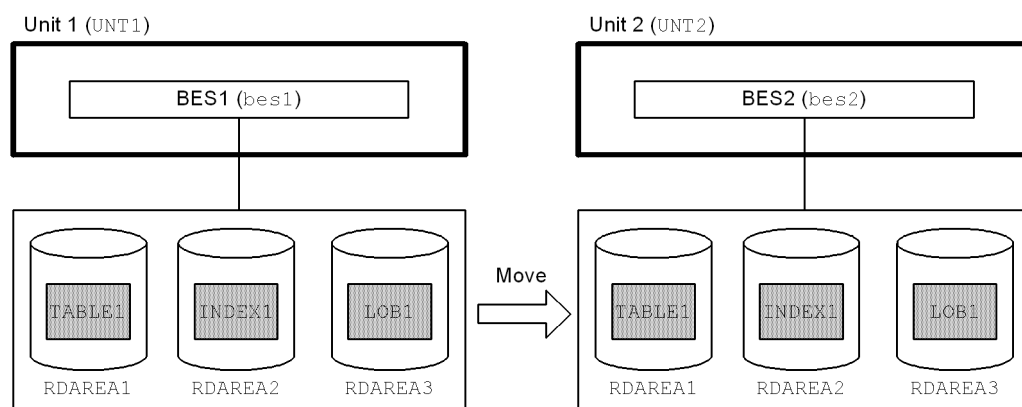 Unit 1 (UNT1)
Unit 2 (UNT2)
BES1 (bes1)
BES2 (bes2)
TABLE1
INDEX1
LOB1
Move
TABLE1
INDEX1
LOB1
RDAREA1
RDAREA2
RDAREA3
RDAREA1
RDAREA2
RDAREA3